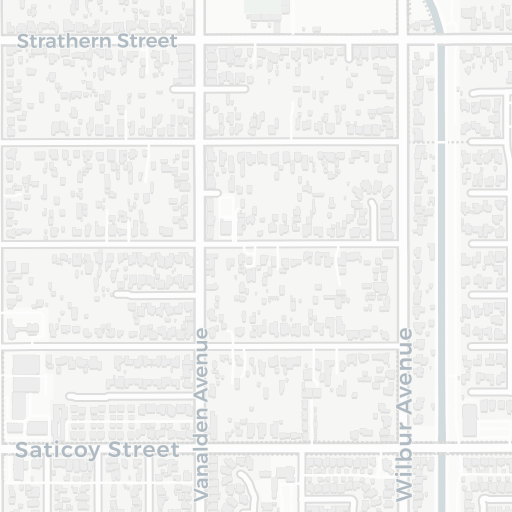 Strathern Street
Vanalden Avenue
Wilbur Avenue
Saticoy Street